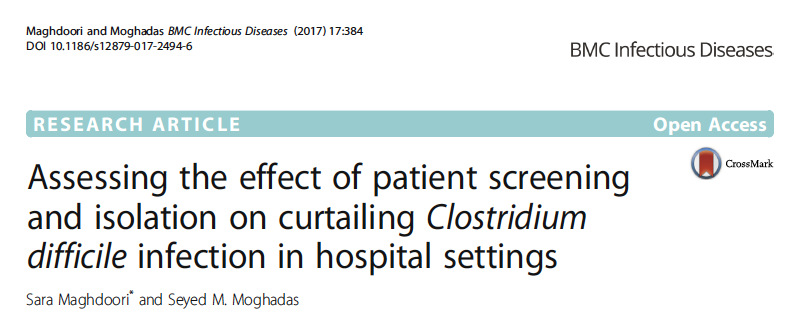 Maghdoori and Moghadas BMC Infectious Diseases (2017) 17:384
DOI 10.1186/s12879-017-2494-6
BMC Infectious Diseases
RESEARCH ARTICLE Open Access
CrossMark
Assessing the effect of patient screening
and isolation on curtailing Clostridium
difficile infection in hospital settings
Sara Maghdoori* and Seyed M. Moghadas